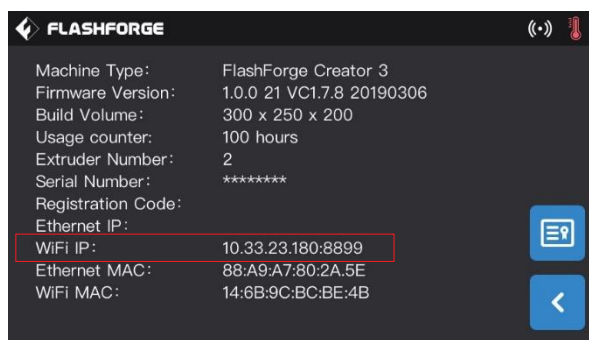 FLASHFORGE
Machine Type: FlashForge Creator 3
Firmware Version: 1.0.0 21 VC1.7.8 20190306
Build Volume: 300 x 250 x 200
Usage counter: 100 hours
Extruder Number: 2
Serial Number: ********
Registration Code:
Ethernet IP:
WiFi IP: 10.33.23.180:8899
Ethernet MAC: 88:A9:A7:80:2A.5E
WiFi MAC: 14:6B:9C:BC:BE:4B